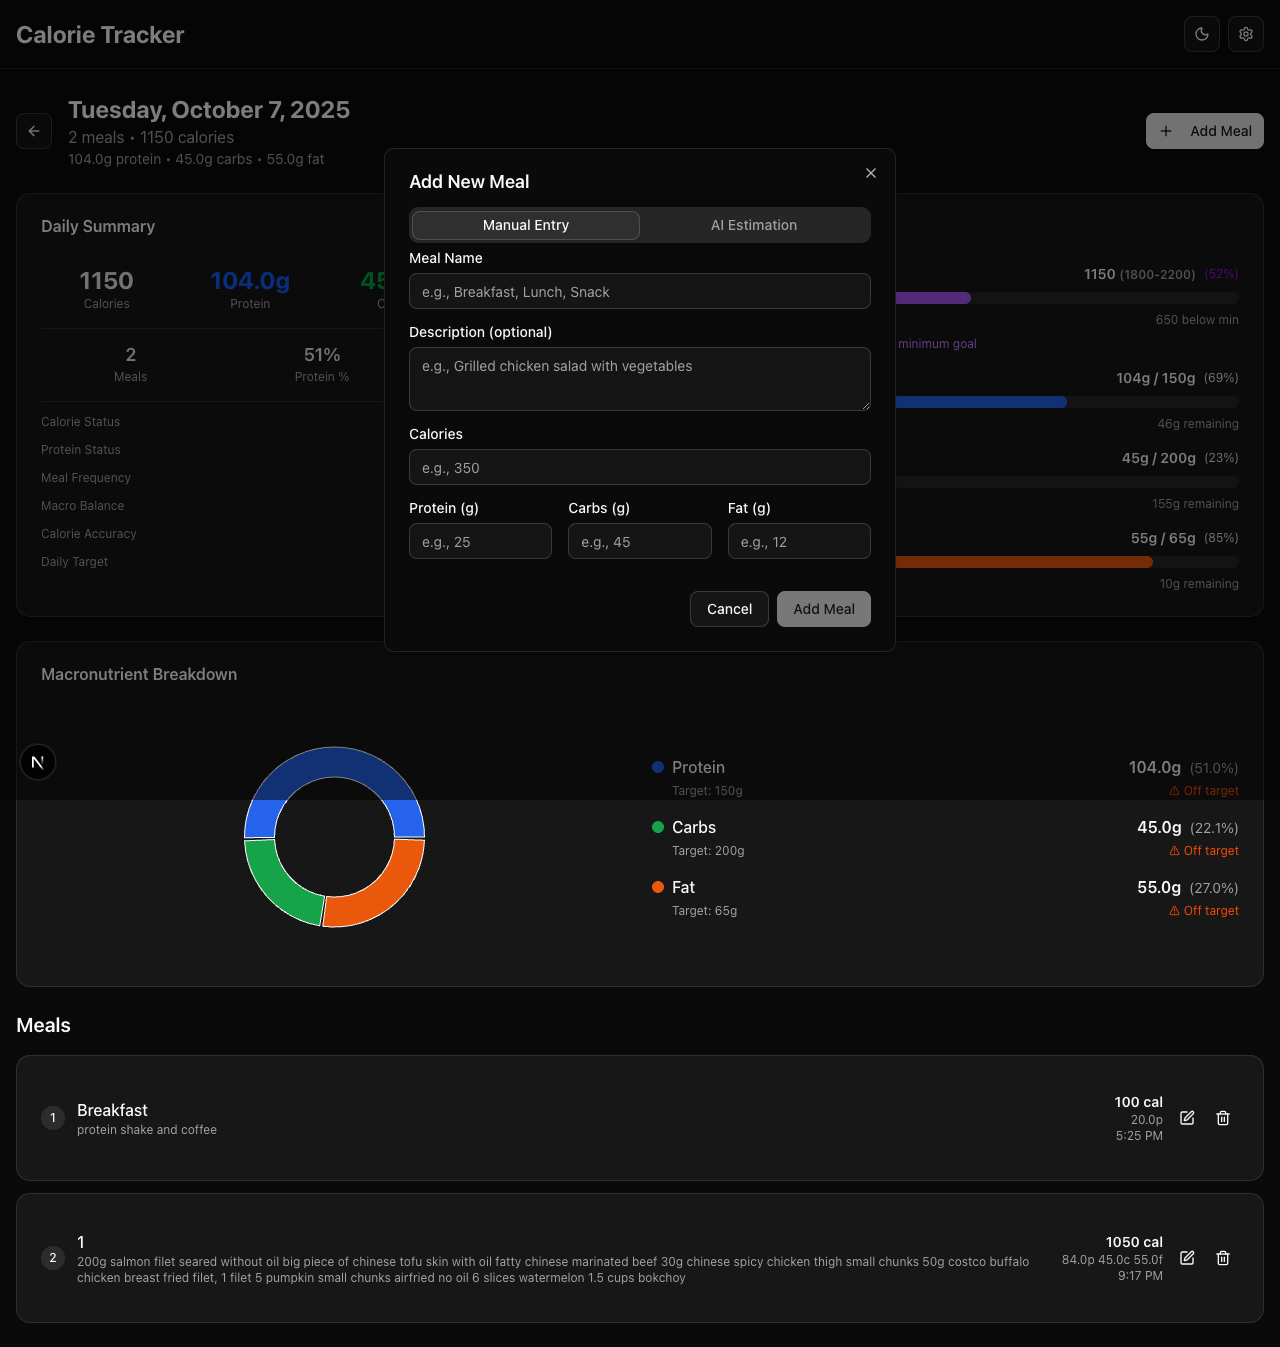 Calorie Tracker
Tuesday, October 7, 2025
2 meals • 1150 calories
104.0g protein • 45.0g carbs • 55.0g fat
Add Meal
Add New Meal
Manual Entry
AI Estimation
Meal Name
e.g., Breakfast, Lunch, Snack
Description (optional)
e.g., Grilled chicken salad with vegetables
Calories
e.g., 350
Protein (g)
Carbs (g)
Fat (g)
e.g., 25
e.g., 45
e.g., 12
Cancel
Add Meal
Daily Summary
1150
Calories
104.0g
Protein
45
C
2
Meals
51%
Protein %
Calorie Status
Protein Status
Meal Frequency
Macro Balance
Calorie Accuracy
Daily Target
1150 (1800-2200) (52%)
650 below min
minimum goal
104g / 150g (69%)
46g remaining
45g / 200g (23%)
155g remaining
55g / 65g (85%)
10g remaining
Macronutrient Breakdown
N
Protein
104.0g (51.0%)
Target: 150g
⚠ Off target
Carbs
45.0g (22.1%)
Target: 200g
⚠ Off target
Fat
55.0g (27.0%)
Target: 65g
⚠ Off target
Meals
1
Breakfast
protein shake and coffee
100 cal
20.0p
5:25 PM
2
1
200g salmon filet seared without oil big piece of chinese tofu skin with oil fatty chinese marinated beef 30g chinese spicy chicken thigh small chunks 50g costco buffalo
chicken breast fried filet, 1 filet 5 pumpkin small chunks airfried no oil 6 slices watermelon 1.5 cups bokchoy
1050 cal
84.0p 45.0c 55.0f
9:17 PM